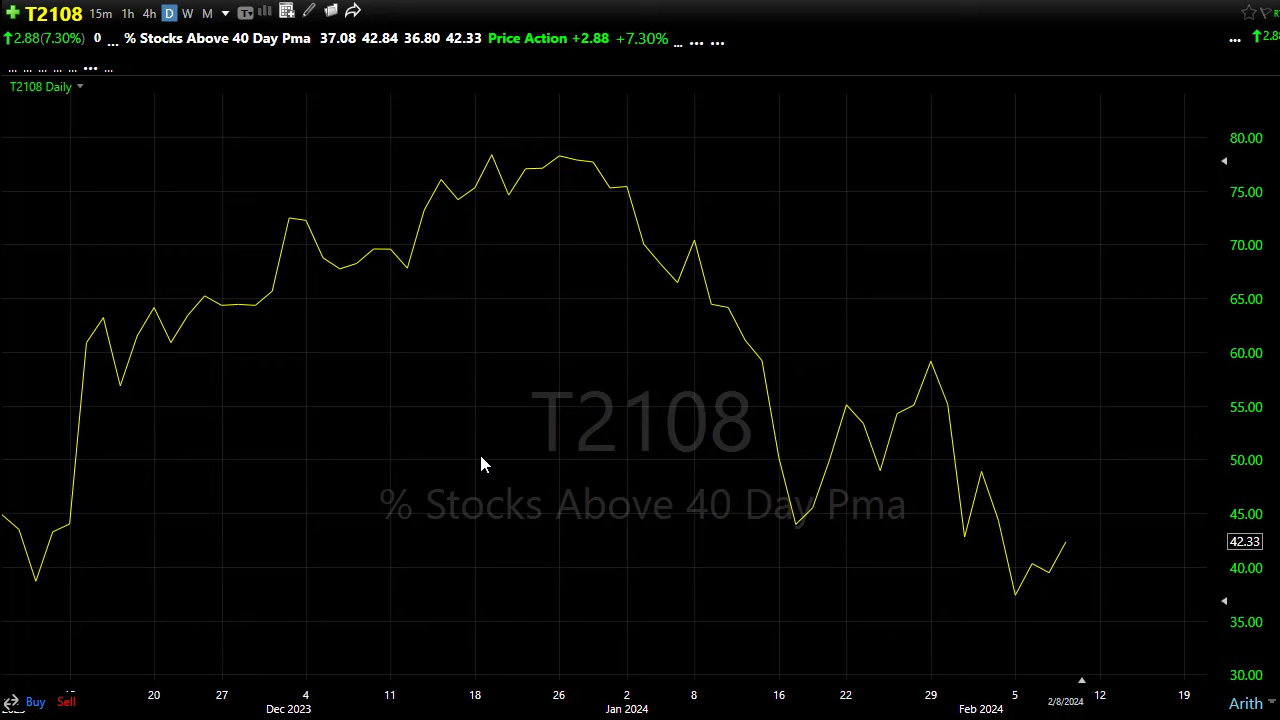 T2108 15m 1h 4h D W M
2.88(7.30%) 0 ... % Stocks Above 40 Day Pma 37.08 42.84 36.80 42.33 Price Action +2.88 +7.30% ... ... ... ... 2.8
... ... ... ... ... ... ...
T2108 Daily
80.00
75.00
70.00
65.00
60.00
55.00
T2108
50.00
% Stocks Above 40 Day Pma
45.00
42.33
40.00
35.00
30.00
20 27 4 11 18 26 2 8 16 22 29 5 12 19
Buy Sell
2/8/2024
Dec 2023 Jan 2024 Feb 2024
Arith